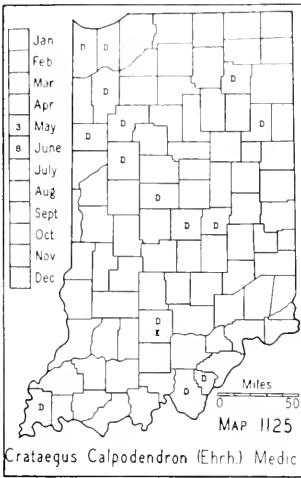 Jan
Feb
Mar
Apr
3 May
8 June
July
Aug
Sept
Oct
Nov
Dec
D D
D
D
D
D
D
D
D
D D
D
K
D
D
D
Miles
0 50
MAP 1125
Crataegus Calpodendron (Ehrh.) Medic